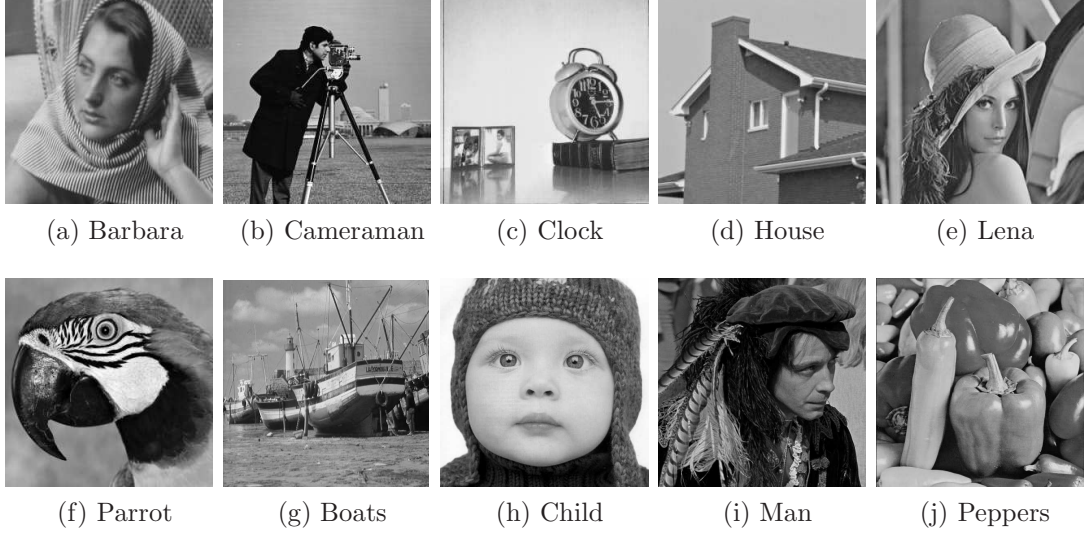 (a) Barbara
(b) Cameraman
(c) Clock
(d) House
(e) Lena
(f) Parrot
(g) Boats
(h) Child
(i) Man
(j) Peppers